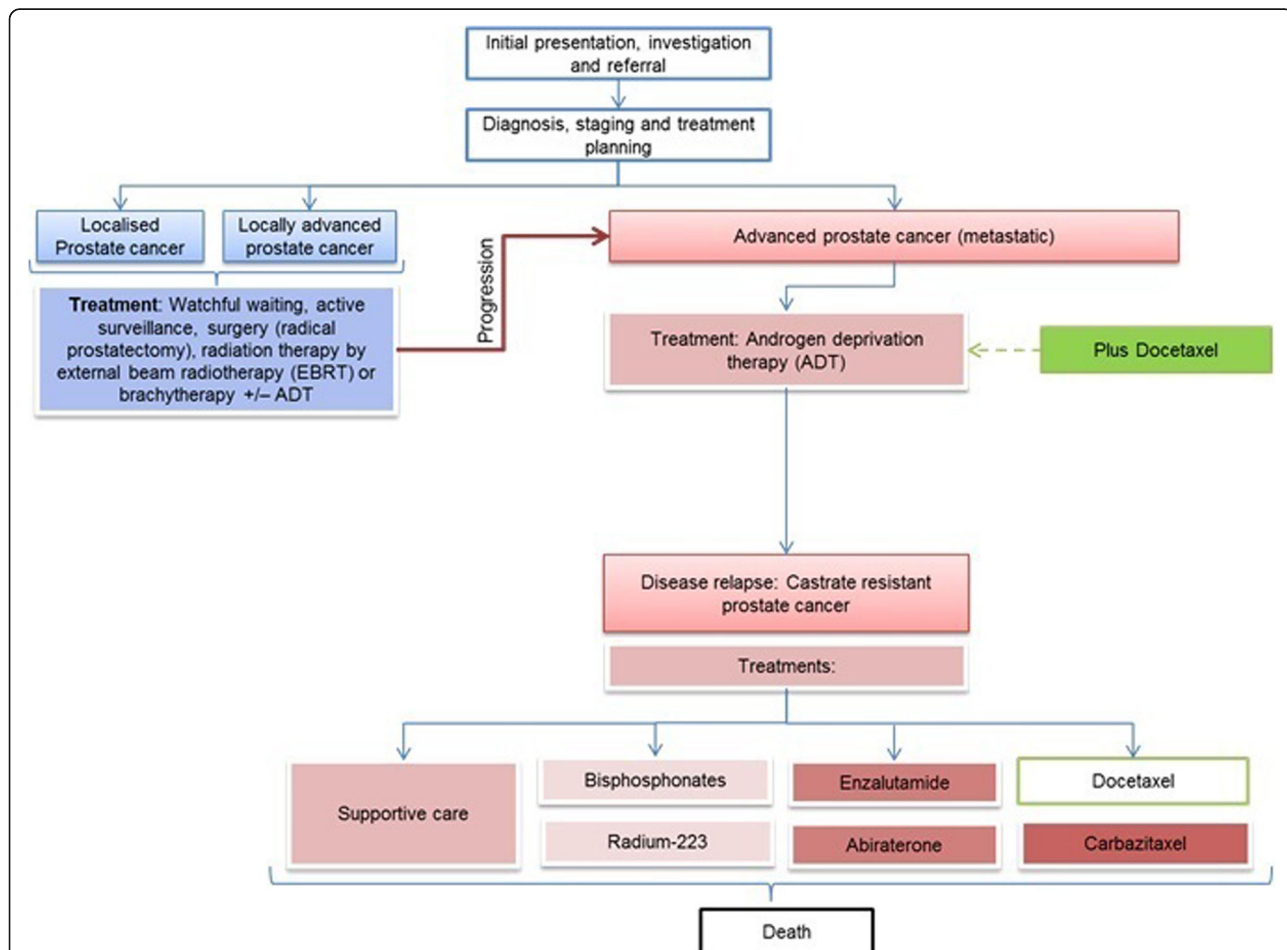 Initial presentation, investigation
and referral
Diagnosis, staging and treatment
planning
Localised
Prostate cancer
Locally advanced
prostate cancer
Advanced prostate cancer (metastatic)
Progression
Treatment: Watchful waiting, active
surveillance, surgery (radical
prostatectomy), radiation therapy by
external beam radiotherapy (EBRT) or
brachytherapy +/– ADT
Treatment: Androgen deprivation
therapy (ADT)
Plus Docetaxel
Disease relapse: Castrate resistant
prostate cancer
Treatments:
Supportive care
Bisphosphonates
Enzalutamide
Docetaxel
Radium-223
Abiraterone
Carbazitaxel
Death